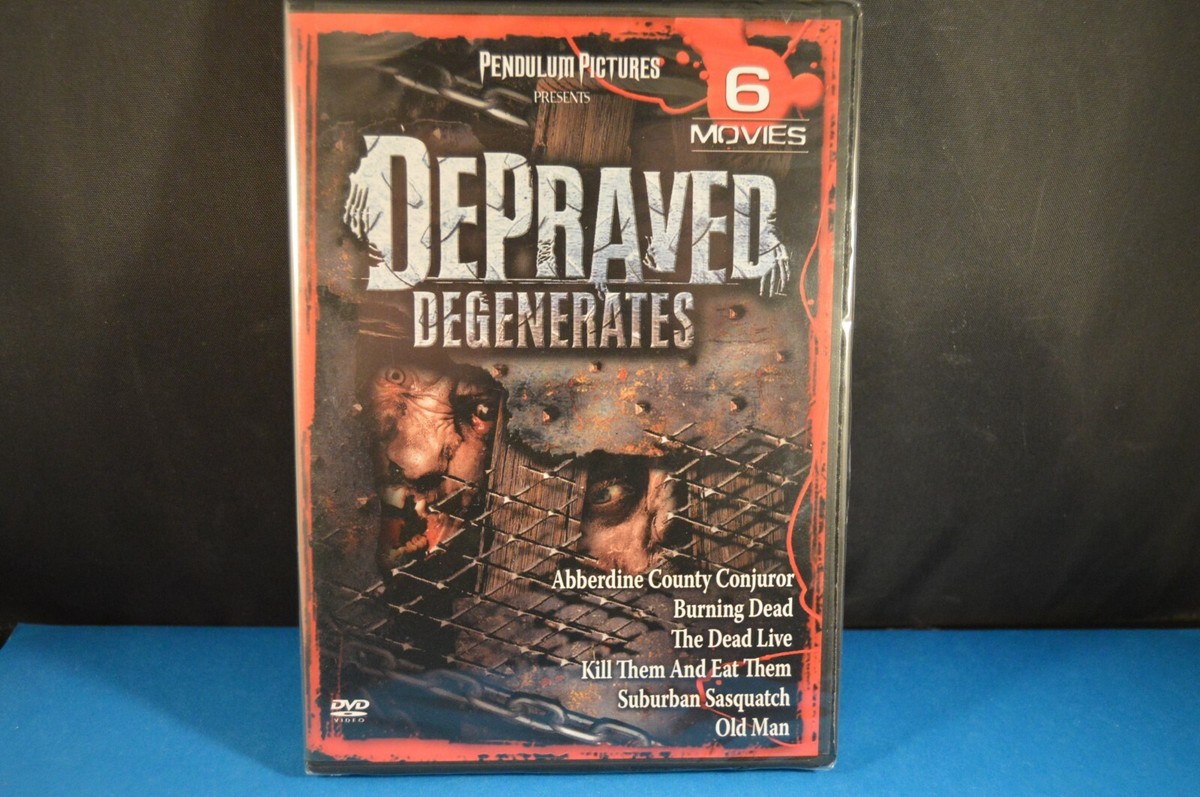 PENDULUM PICTURES
PRESENTS
6
MOVIES
DEPRAVED
DEGENERATES
Abberdine County Conjuror
Burning Dead
The Dead Live
Kill Them And Eat Them
Suburban Sasquatch
Old Man
DVD
VIDEO